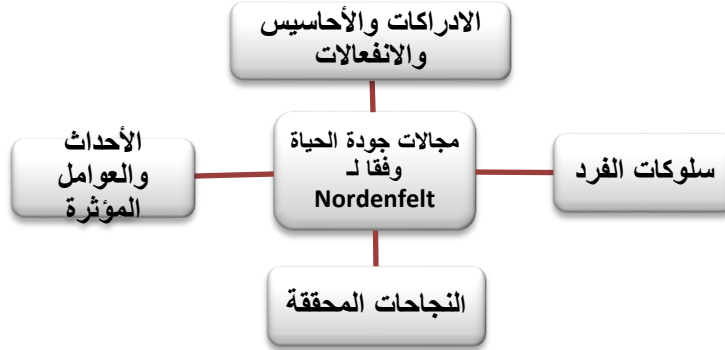 الادراكات والأحاسيس
والانفعالات
مجالات جودة الحياة
وفقا لـ
Nordenfelt
سلوكات الفرد
الأحداث
والعوامل
المؤثرة
النجاحات المحققة